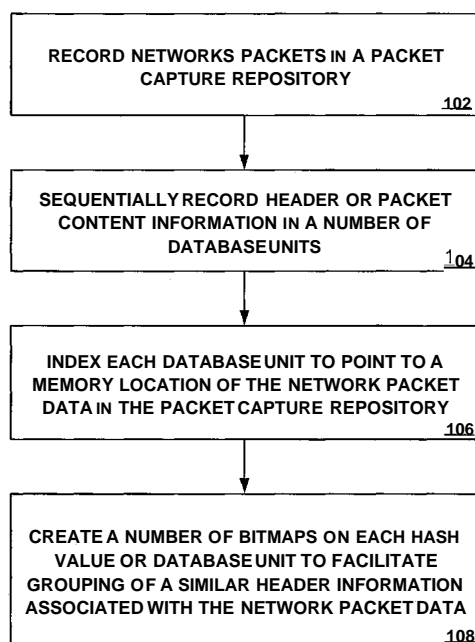 RECORD NETWORKS PACKETS IN A PACKET
CAPTURE REPOSITORY
102
SEQUENTIALLY RECORD HEADER OR PACKET
CONTENT INFORMATION IN A NUMBER OF
DATABASE UNITS
104
INDEX EACH DATABASE UNIT TO POINT TO A
MEMORY LOCATION OF THE NETWORK PACKET
DATA IN THE PACKET CAPTURE REPOSITORY
106
CREATE A NUMBER OF BITMAPS ON EACH HASH
VALUE OR DATABASE UNIT TO FACILITATE
GROUPING OF A SIMILAR HEADER INFORMATION
ASSOCIATED WITH THE NETWORK PACKET DATA
108